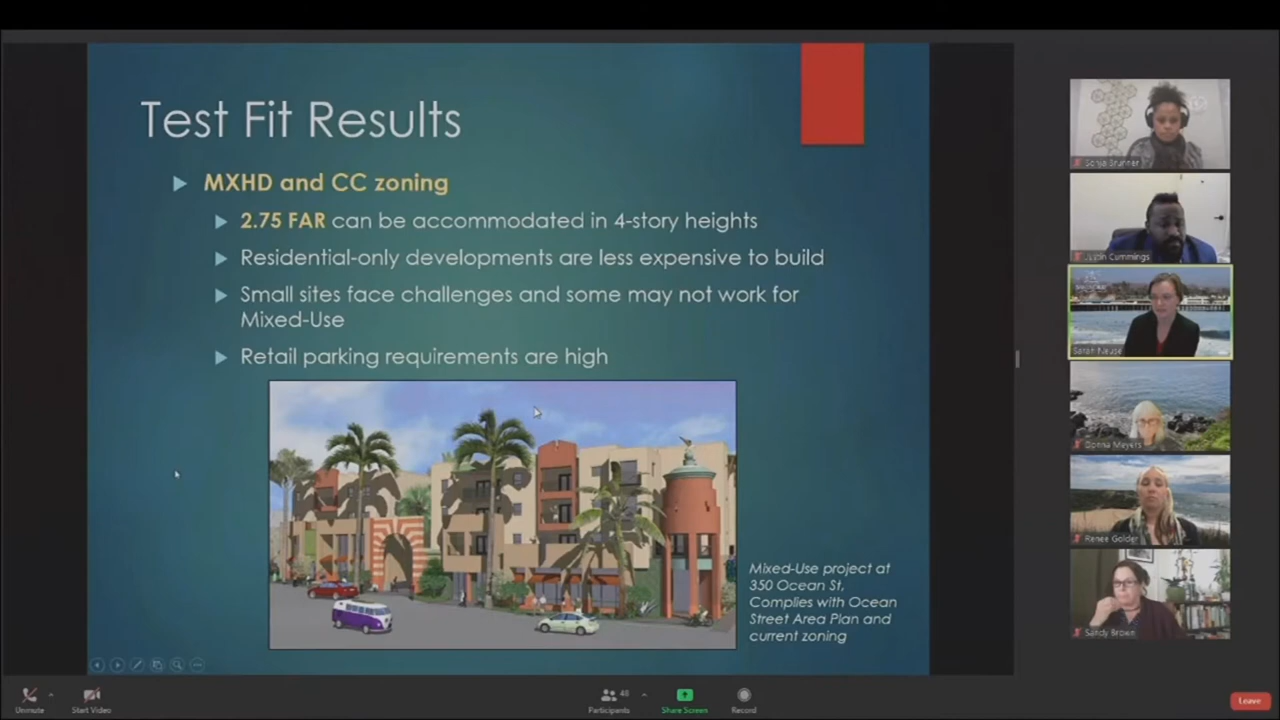 Test Fit Results
MXHD and CC zoning
2.75 FAR can be accommodated in 4-story heights
Residential-only developments are less expensive to build
Small sites face challenges and some may not work for
Mixed-Use
Retail parking requirements are high
Mixed-Use project at
350 Ocean St,
Complies with Ocean
Street Area Plan and
current zoning
Sonja Brunner
Justin Cummings
Sarah Neuse
Donna Meyers
Renee Golder
Sandy Brown
Unmute
Start Video
Participants
48
Share Screen
Record
Leave